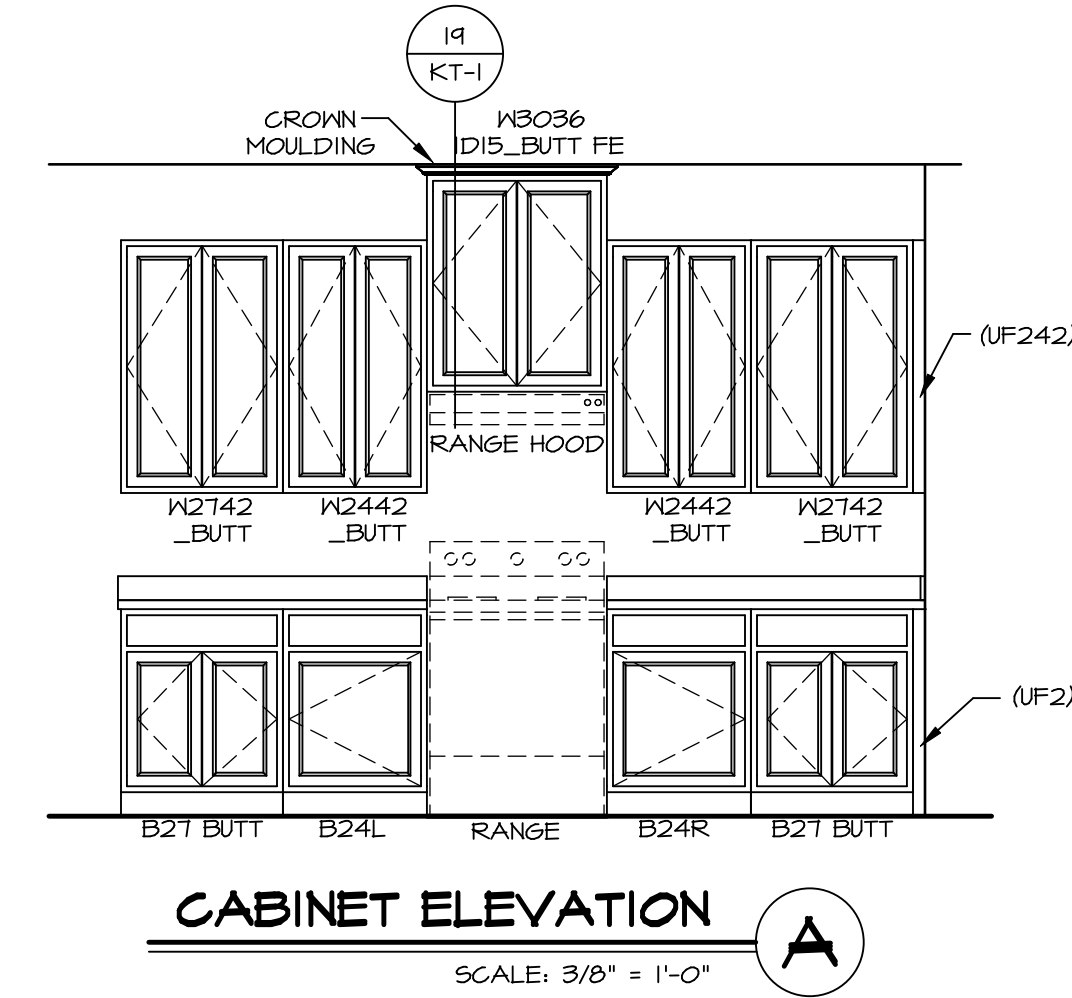 19
KT-1
CROWN
MOULDING
W3036
1D15_BUTT FE
(UF242)
RANGE HOOD
W2742
_BUTT
W2442
_BUTT
W2442
_BUTT
W2742
_BUTT
(UF2)
B27 BUTT
B24L
RANGE
B24R
B27 BUTT
CABINET ELEVATION
A
SCALE: 3/8" = 1'-0"